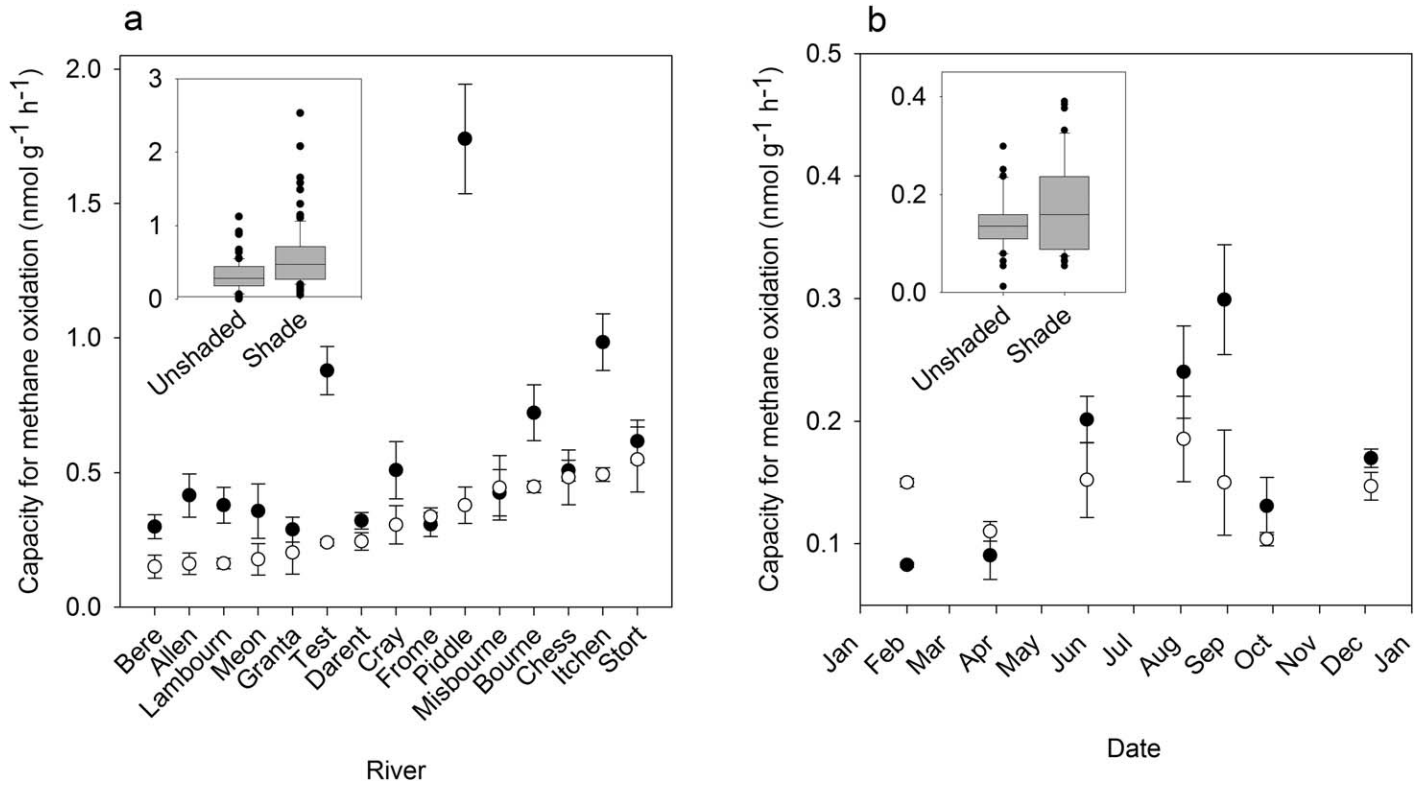 a
Capacity for methane oxidation (nmol g⁻¹ h⁻¹)
2.0
1.5
1.0
0.5
0.0
3
2
1
0
Unshaded
Shade
Bere
Allen
Lambourn
Meon
Granta
Test
Darent
Cray
Frome
Piddle
Misbourne
Bourne
Chess
Itchen
Stort
River
b
Capacity for methane oxidation (nmol g⁻¹ h⁻¹)
0.5
0.4
0.3
0.2
0.1
0.4
0.2
0.0
Unshaded
Shade
Jan
Feb
Mar
Apr
May
Jun
Jul
Aug
Sep
Oct
Nov
Dec
Jan
Date